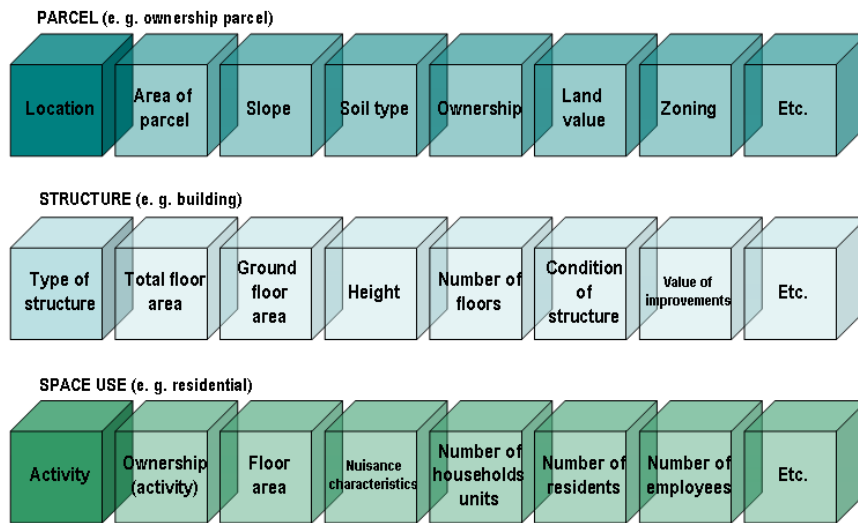 PARCEL (e. g. ownership parcel)
Location
Area of
parcel
Slope
Soil type
Ownership
Land
value
Zoning
Etc.
STRUCTURE (e. g. building)
Type of
structure
Total floor
area
Ground
floor
area
Height
Number of
floors
Condition
of
structure
Value of
improvements
Etc.
SPACE USE (e. g. residential)
Activity
Ownership
(activity)
Floor
area
Nuisance
characteristics
Number of
households
units
Number of
residents
Number of
employees
Etc.